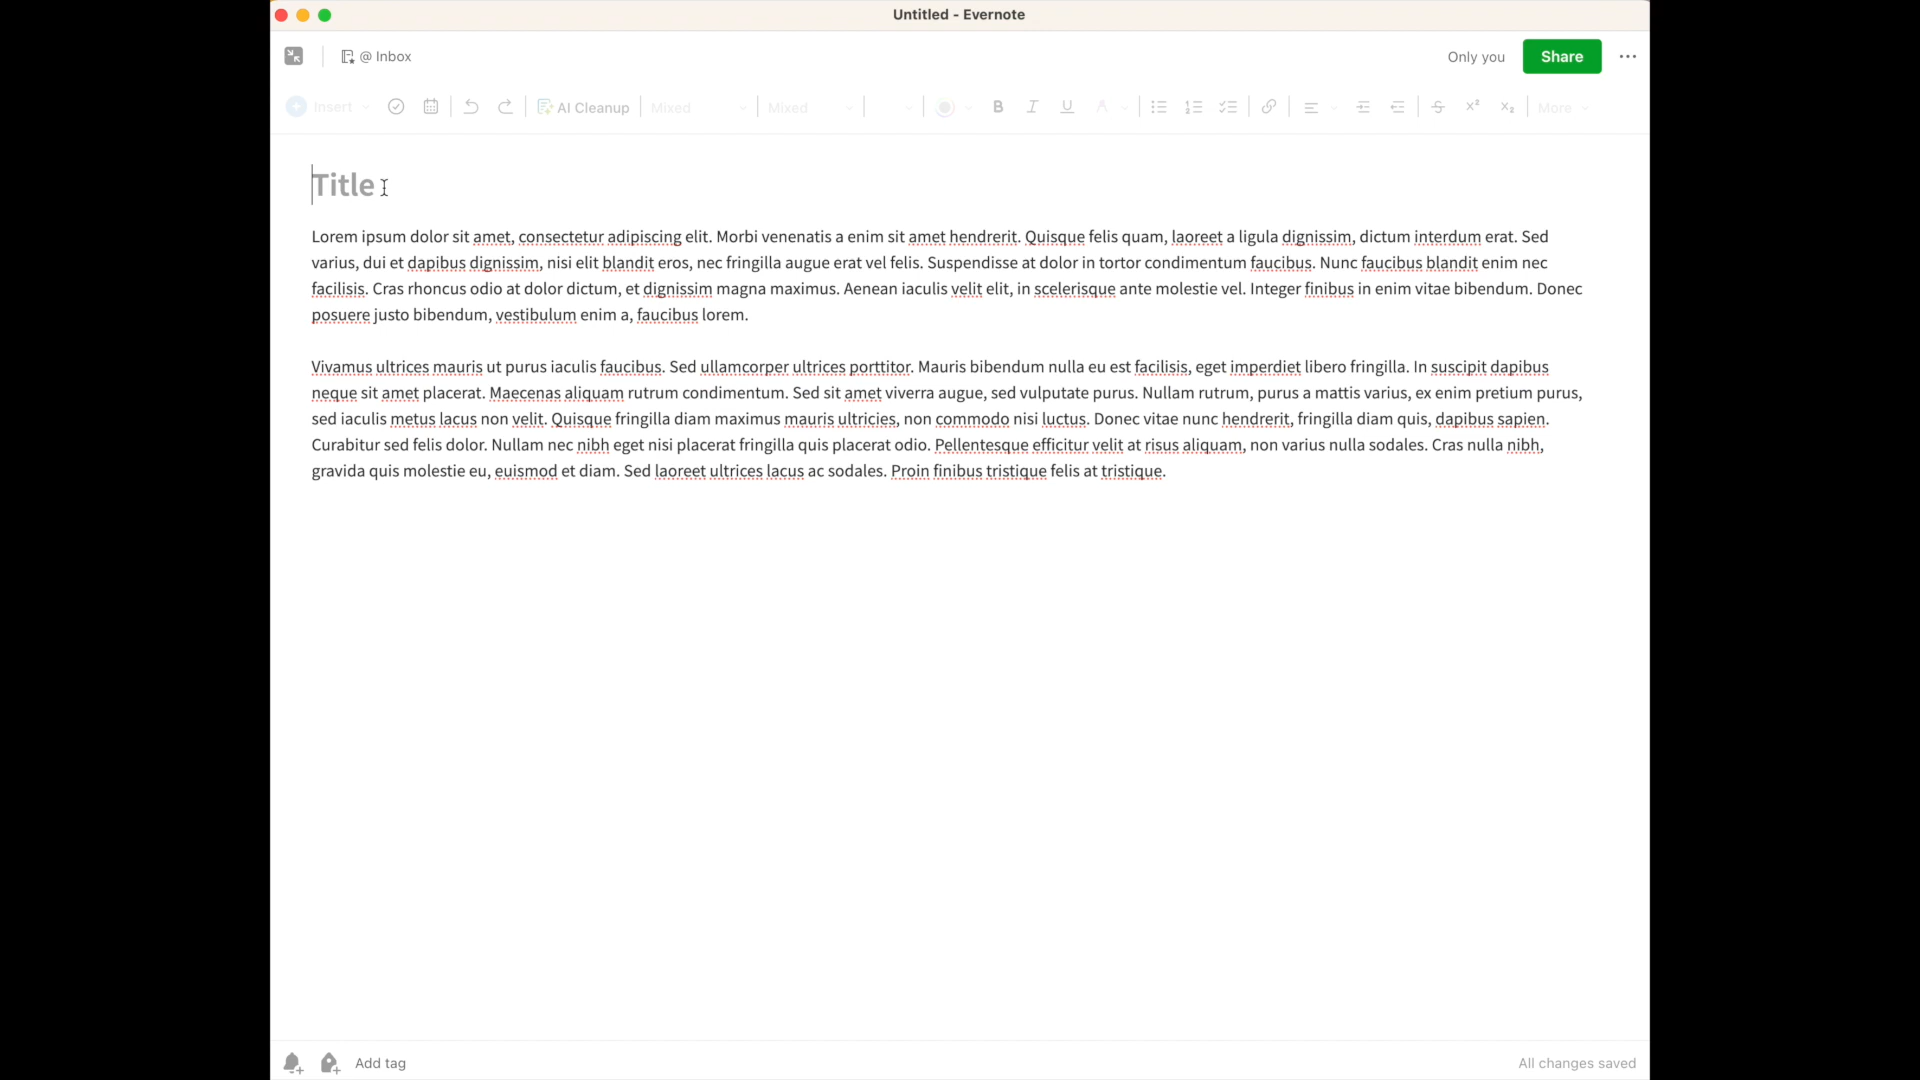 Untitled - Evernote
@ Inbox
Only you
Share
Insert
AI Cleanup
Mixed
Mixed
B I U A
x² x₂
More
Title
Lorem ipsum dolor sit amet, consectetur adipiscing elit. Morbi venenatis a enim sit amet hendrerit. Quisque felis quam, laoreet a ligula dignissim, dictum interdum erat. Sed
varius, dui et dapibus dignissim, nisi elit blandit eros, nec fringilla augue erat vel felis. Suspendisse at dolor in tortor condimentum faucibus. Nunc faucibus blandit enim nec
facilisis. Cras rhoncus odio at dolor dictum, et dignissim magna maximus. Aenean iaculis velit elit, in scelerisque ante molestie vel. Integer finibus in enim vitae bibendum. Donec
posuere justo bibendum, vestibulum enim a, faucibus lorem.
Vivamus ultrices mauris ut purus iaculis faucibus. Sed ullamcorper ultrices porttitor. Mauris bibendum nulla eu est facilisis, eget imperdiet libero fringilla. In suscipit dapibus
neque sit amet placerat. Maecenas aliquam rutrum condimentum. Sed sit amet viverra augue, sed vulputate purus. Nullam rutrum, purus a mattis varius, ex enim pretium purus,
sed iaculis metus lacus non velit. Quisque fringilla diam maximus mauris ultricies, non commodo nisi luctus. Donec vitae nunc hendrerit, fringilla diam quis, dapibus sapien.
Curabitur sed felis dolor. Nullam nec nibh eget nisi placerat fringilla quis placerat odio. Pellentesque efficitur velit at risus aliquam, non varius nulla sodales. Cras nulla nibh,
gravida quis molestie eu, euismod et diam. Sed laoreet ultrices lacus ac sodales. Proin finibus tristique felis at tristique.
Add tag
All changes saved